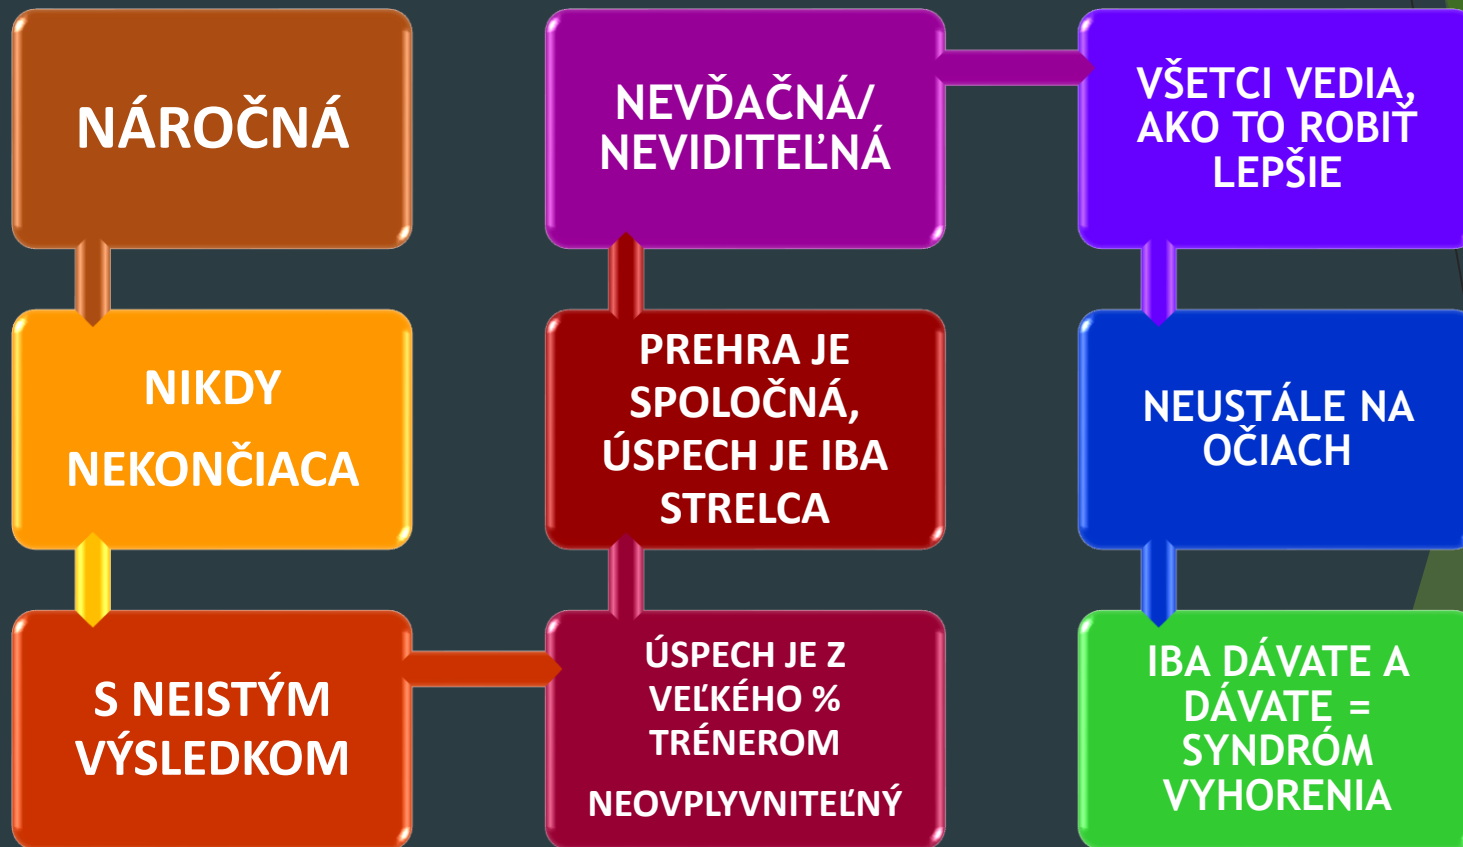 NÁROČNÁ
NIKDY
NEKONČIACA
S NEISTÝM
VÝSLEDKOM
ÚSPECH JE Z
VEĽKÉHO %
TRÉNEROM
NEOVPLYVNITEĽNÝ
PREHRA JE
SPOLOČNÁ,
ÚSPECH JE IBA
STRELCA
NEVĎAČNÁ/
NEVIDITEĽNÁ
VŠETCI VEDIA,
AKO TO ROBIŤ
LEPŠIE
NEUSTÁLE NA
OČIACH
IBA DÁVATE A
DÁVATE =
SYNDRÓM
VYHORENIA